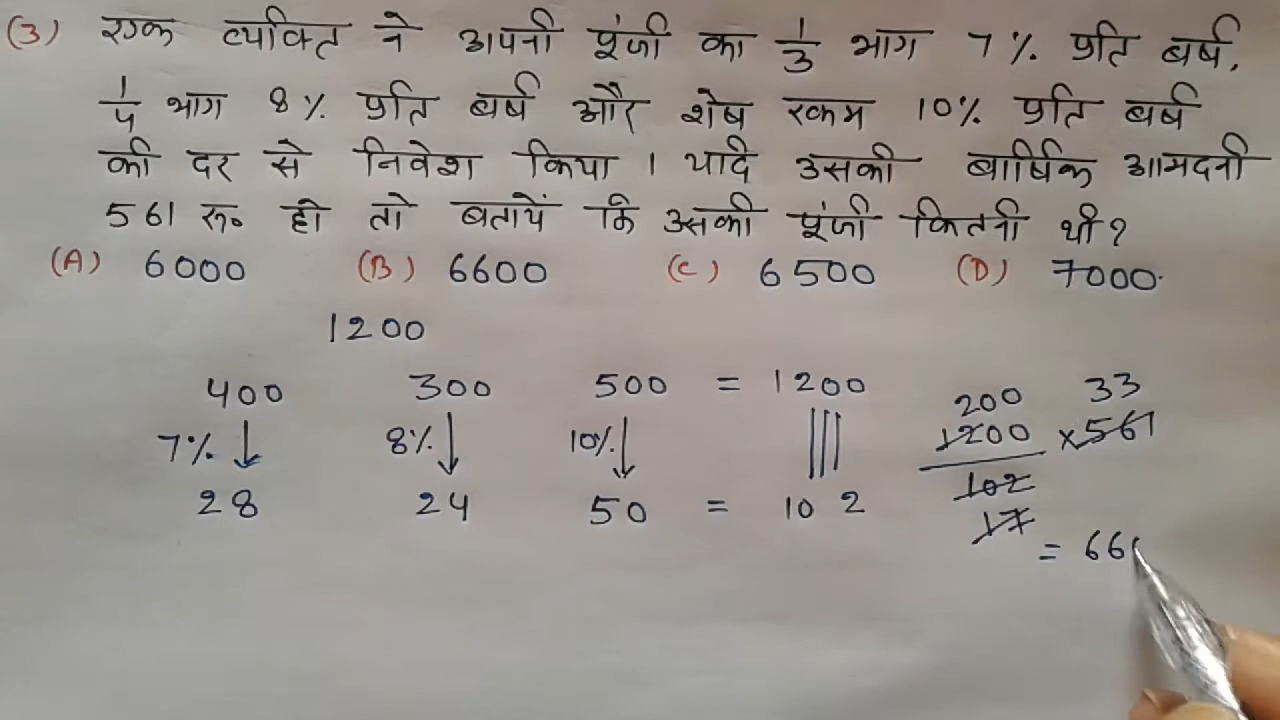 (3) एक व्यक्ति ने अपनी पूंजी का 1/3 भाग 7% प्रति वर्ष,
1/4 भाग 8% प्रति वर्ष और शेष रकम 10% प्रति वर्ष
की दर से निवेश किया । यदि उसकी वार्षिक आमदनी
561 रू० हो तो बतायें कि उसकी पूंजी कितनी थी?
(A) 6000 (B) 6600 (C) 6500 (D) 7000.
1200
400 300 500 = 1200
200 33
7% 8% 10% 1200 × 561
102
28 24 50 = 102
17
= 66